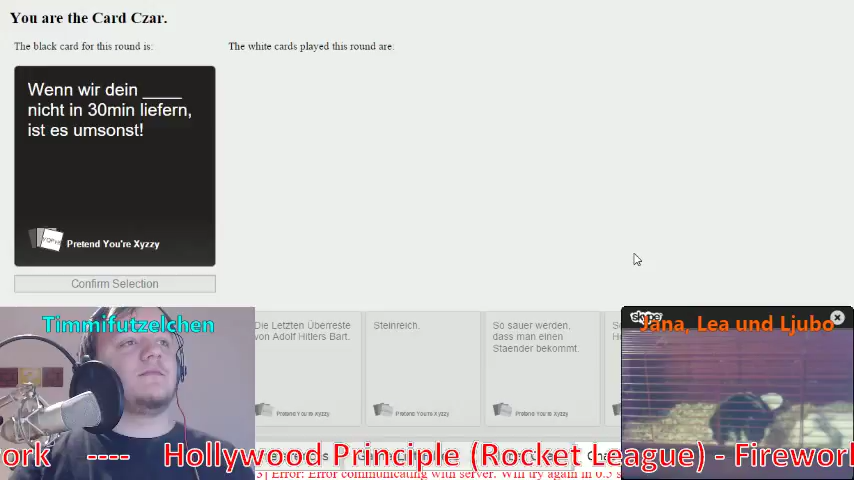 You are the Card Czar.
The black card for this round is:
The white cards played this round are:
Wenn wir dein ____
nicht in 30min liefern,
ist es umsonst!
Pretend You're Xyzzy
Confirm Selection
Timmifutzelchen
Die Letzten Überreste
von Adolf Hitlers Bart.
Pretend You're Xyzzy
Steinreich.
Pretend You're Xyzzy
So sauer werden,
dass man einen
Staender bekommt.
Pretend You're Xyzzy
skype
Jana, Lea und Ljubo
ork ---- Hollywood Principle (Rocket League) - Firework
Error: Error communicating with server. Will try again in 0.5 s